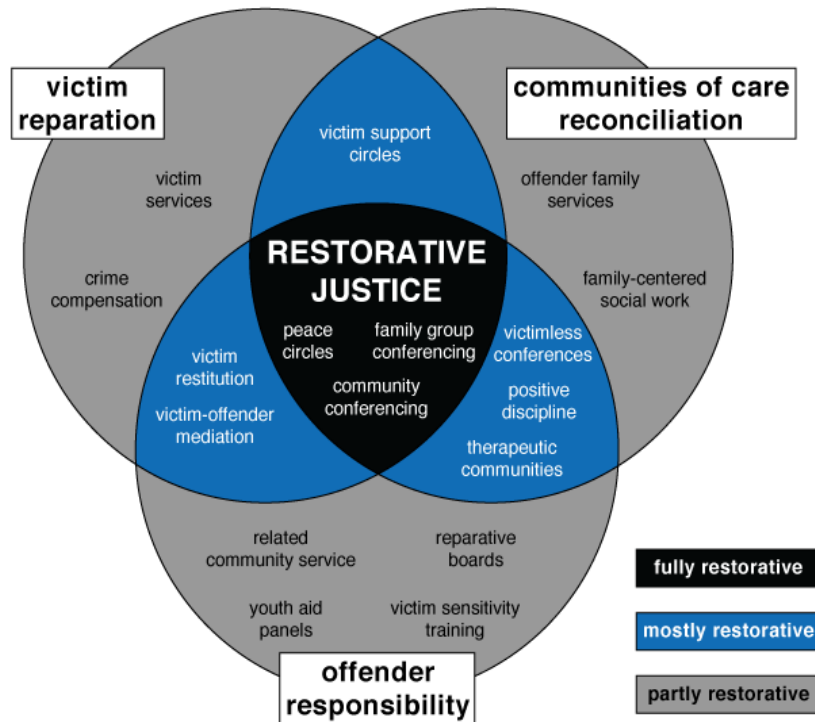 victim
reparation
communities of care
reconciliation
victim support
circles
victim
services
offender family
services
crime
compensation
family-centered
social work
RESTORATIVE
JUSTICE
peace
circles
family group
conferencing
community
conferencing
victim
restitution
victim-offender
mediation
victimless
conferences
positive
discipline
therapeutic
communities
related
community service
reparative
boards
youth aid
panels
victim sensitivity
training
offender
responsibility
fully restorative
mostly restorative
partly restorative